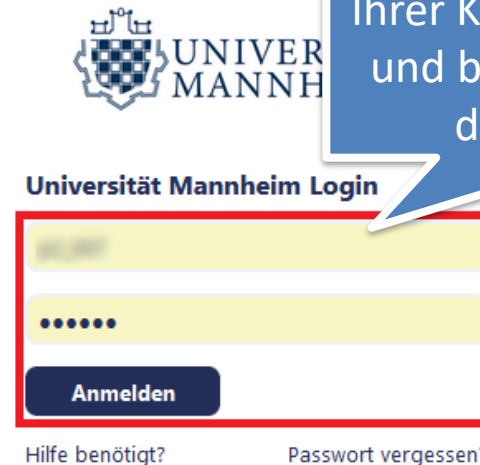 Ihrer K
und b
d
UNIVER
MANNH
Universität Mannheim Login
••••••
Anmelden
Hilfe benötigt? Passwort vergessen?